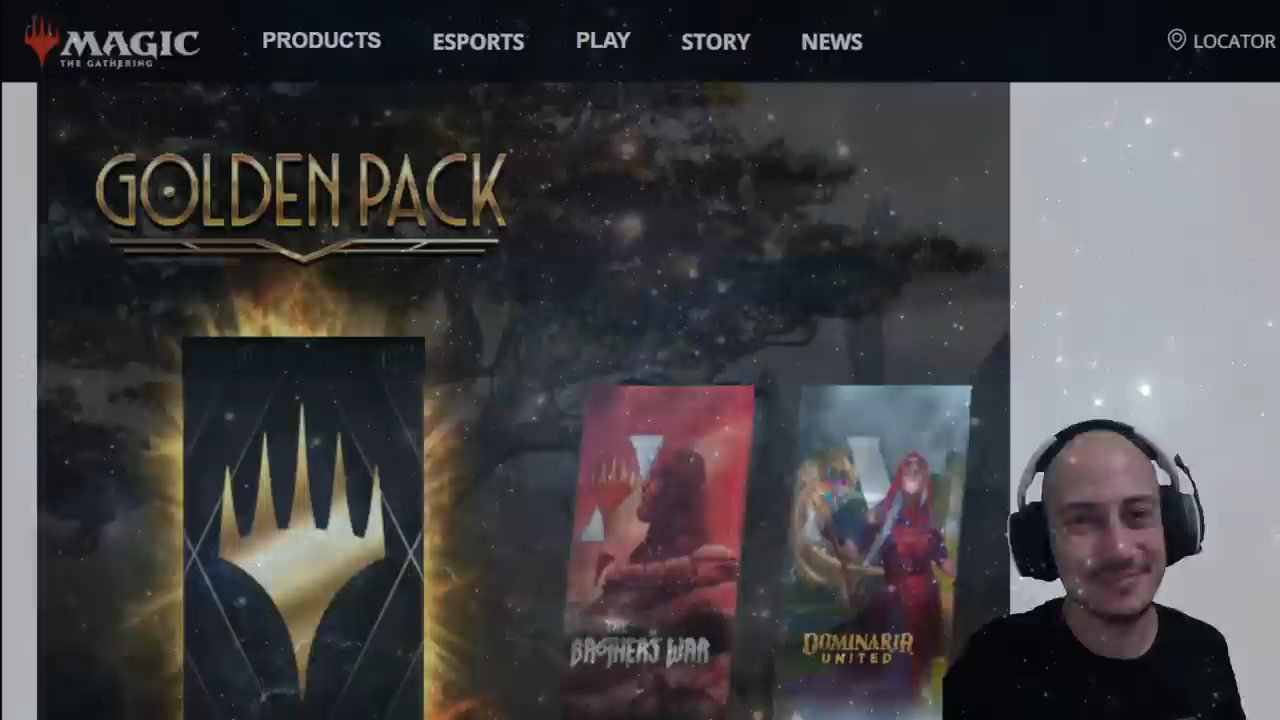 MAGIC
THE GATHERING
PRODUCTS
ESPORTS
PLAY
STORY
NEWS
LOCATOR
GOLDEN PACK
THE
BROTHERS' WAR
DOMINARIA
UNITED